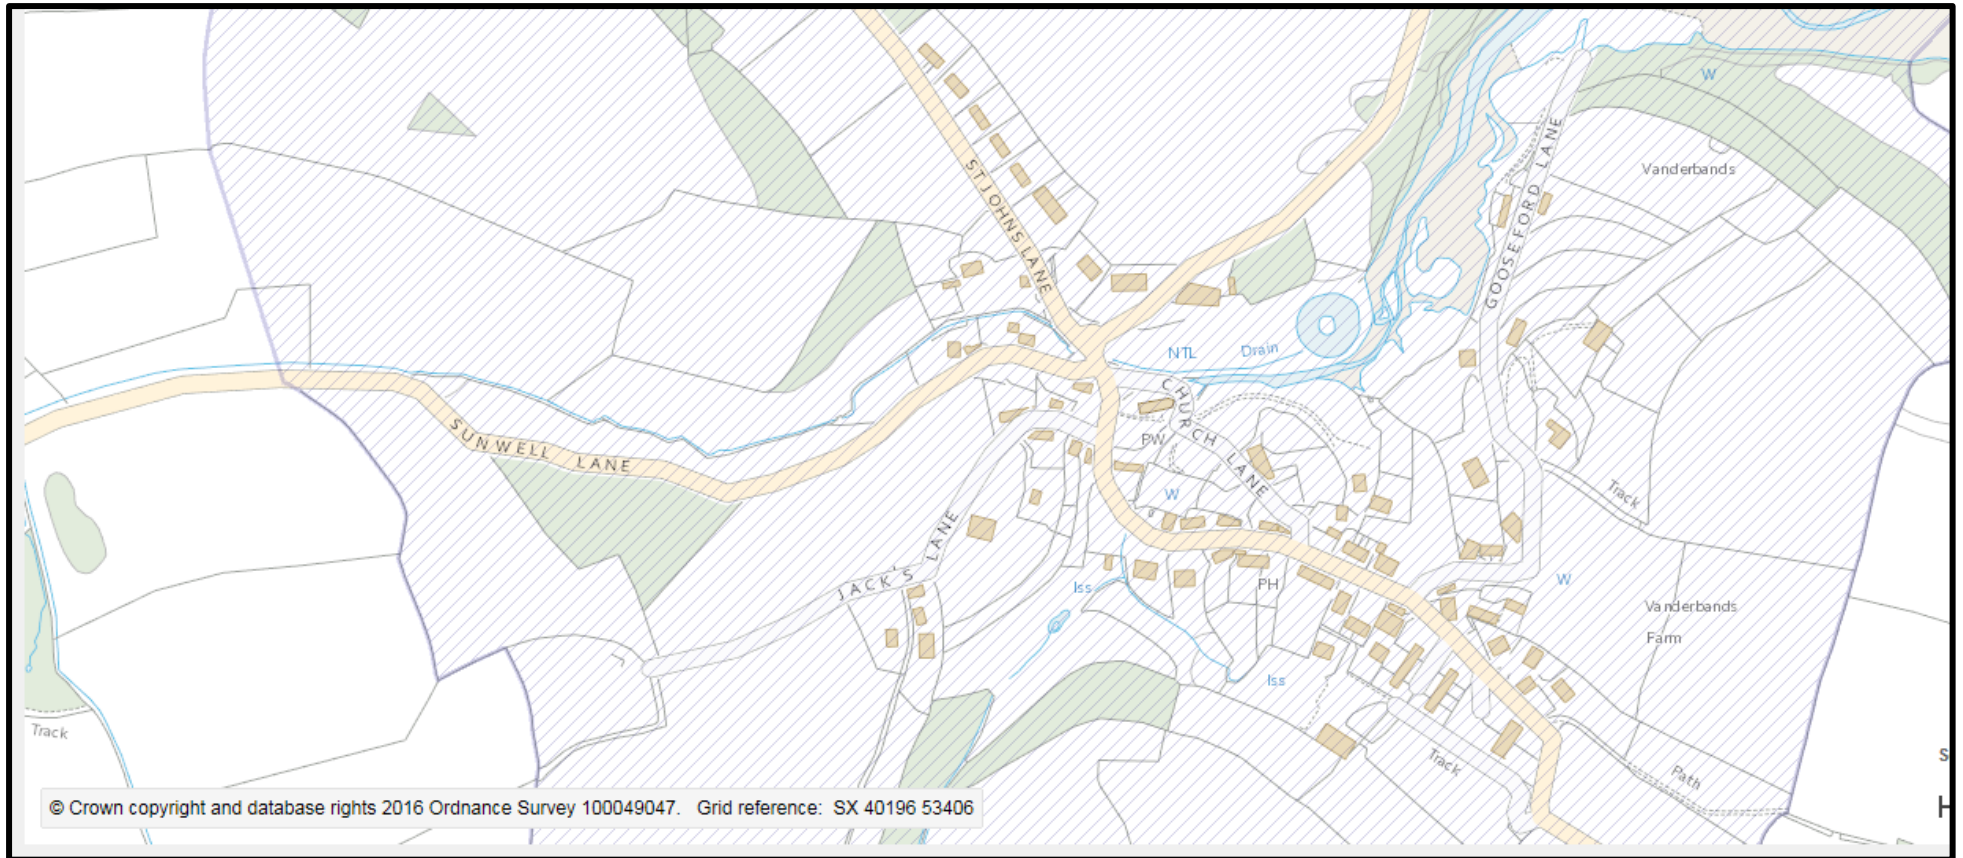 W
Vanderbands
ST JOHNS LANE
GOOSEFORD LANE
NTL
Drain
CHURCH LANE
PW
SUNWELL LANE
W
Track
JACK'S LANE
Iss
PH
W
Vanderbands
Farm
Iss
Track
Track
Path
© Crown copyright and database rights 2016 Ordnance Survey 100049047. Grid reference: SX 40196 53406